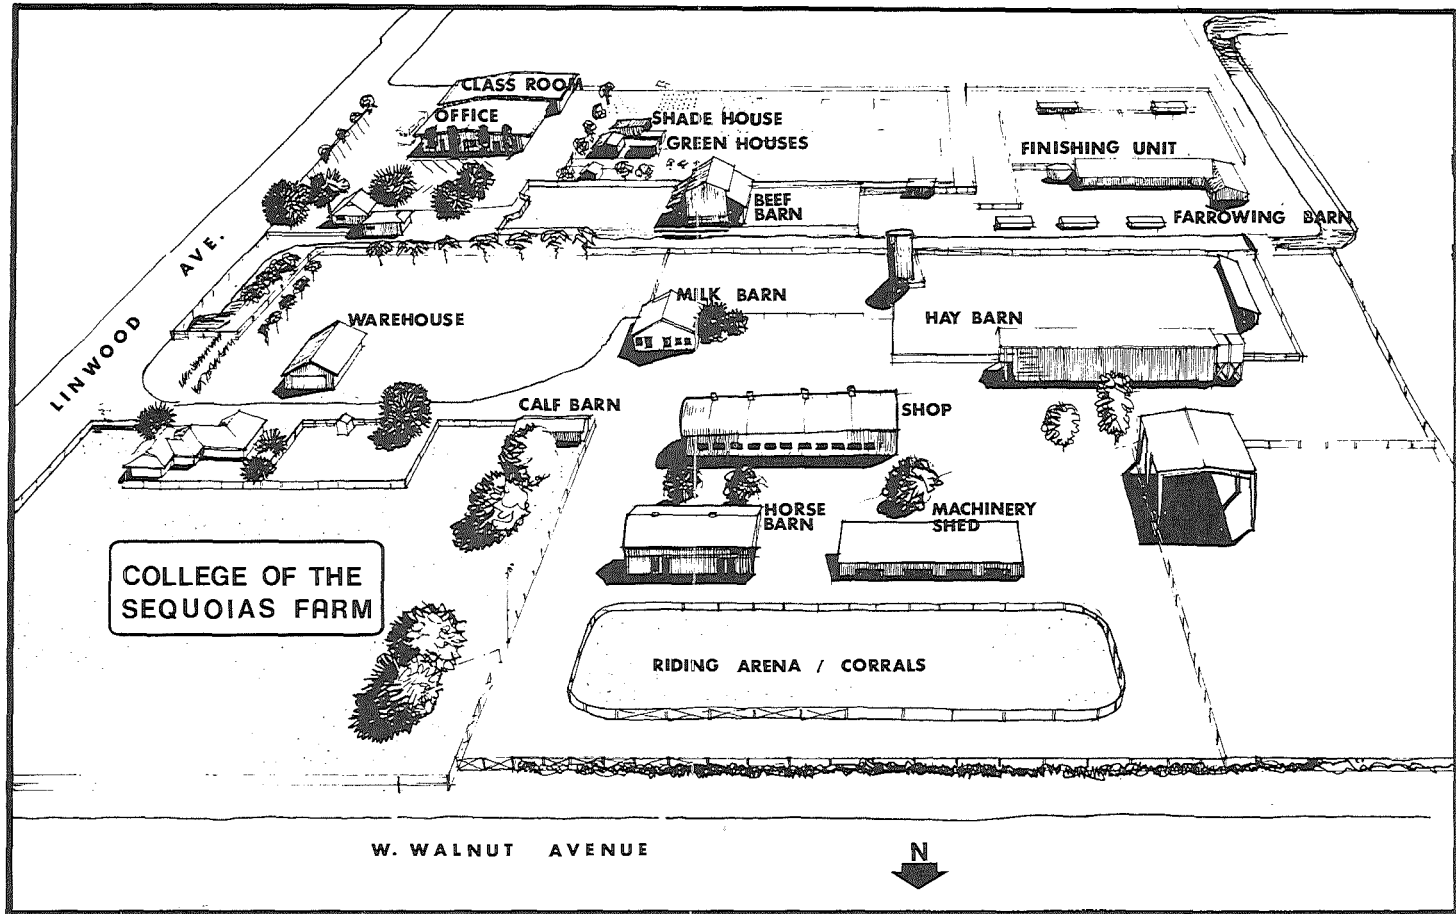 CLASS ROOM
OFFICE
SHADE HOUSE
GREEN HOUSES
FINISHING UNIT
BEEF
BARN
FARROWING BARN
LINWOOD AVE.
MILK BARN
WAREHOUSE
HAY BARN
CALF BARN
SHOP
HORSE
BARN
MACHINERY
SHED
COLLEGE OF THE
SEQUOIAS FARM
RIDING ARENA / CORRALS
W. WALNUT AVENUE
N